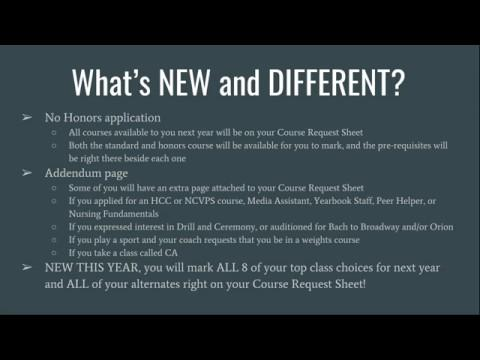 What's NEW and DIFFERENT?
➢ No Honors application
○ All courses available to you next year will be on your Course Request Sheet
○ Both the standard and honors course will be available for you to mark, and the pre-requisites will
be right there beside each one
➢ Addendum page
○ Some of you will have an extra page attached to your Course Request Sheet
○ If you applied for an HCC or NCVPS course, Media Assistant, Yearbook Staff, Peer Helper, or
Nursing Fundamentals
○ If you expressed interest in Drill and Ceremony, or auditioned for Bach to Broadway and/or Orion
○ If you play a sport and your coach requests that you be in a weights course
○ If you take a class called CA
➢ NEW THIS YEAR, you will mark ALL 8 of your top class choices for next year
and ALL of your alternates right on your Course Request Sheet!